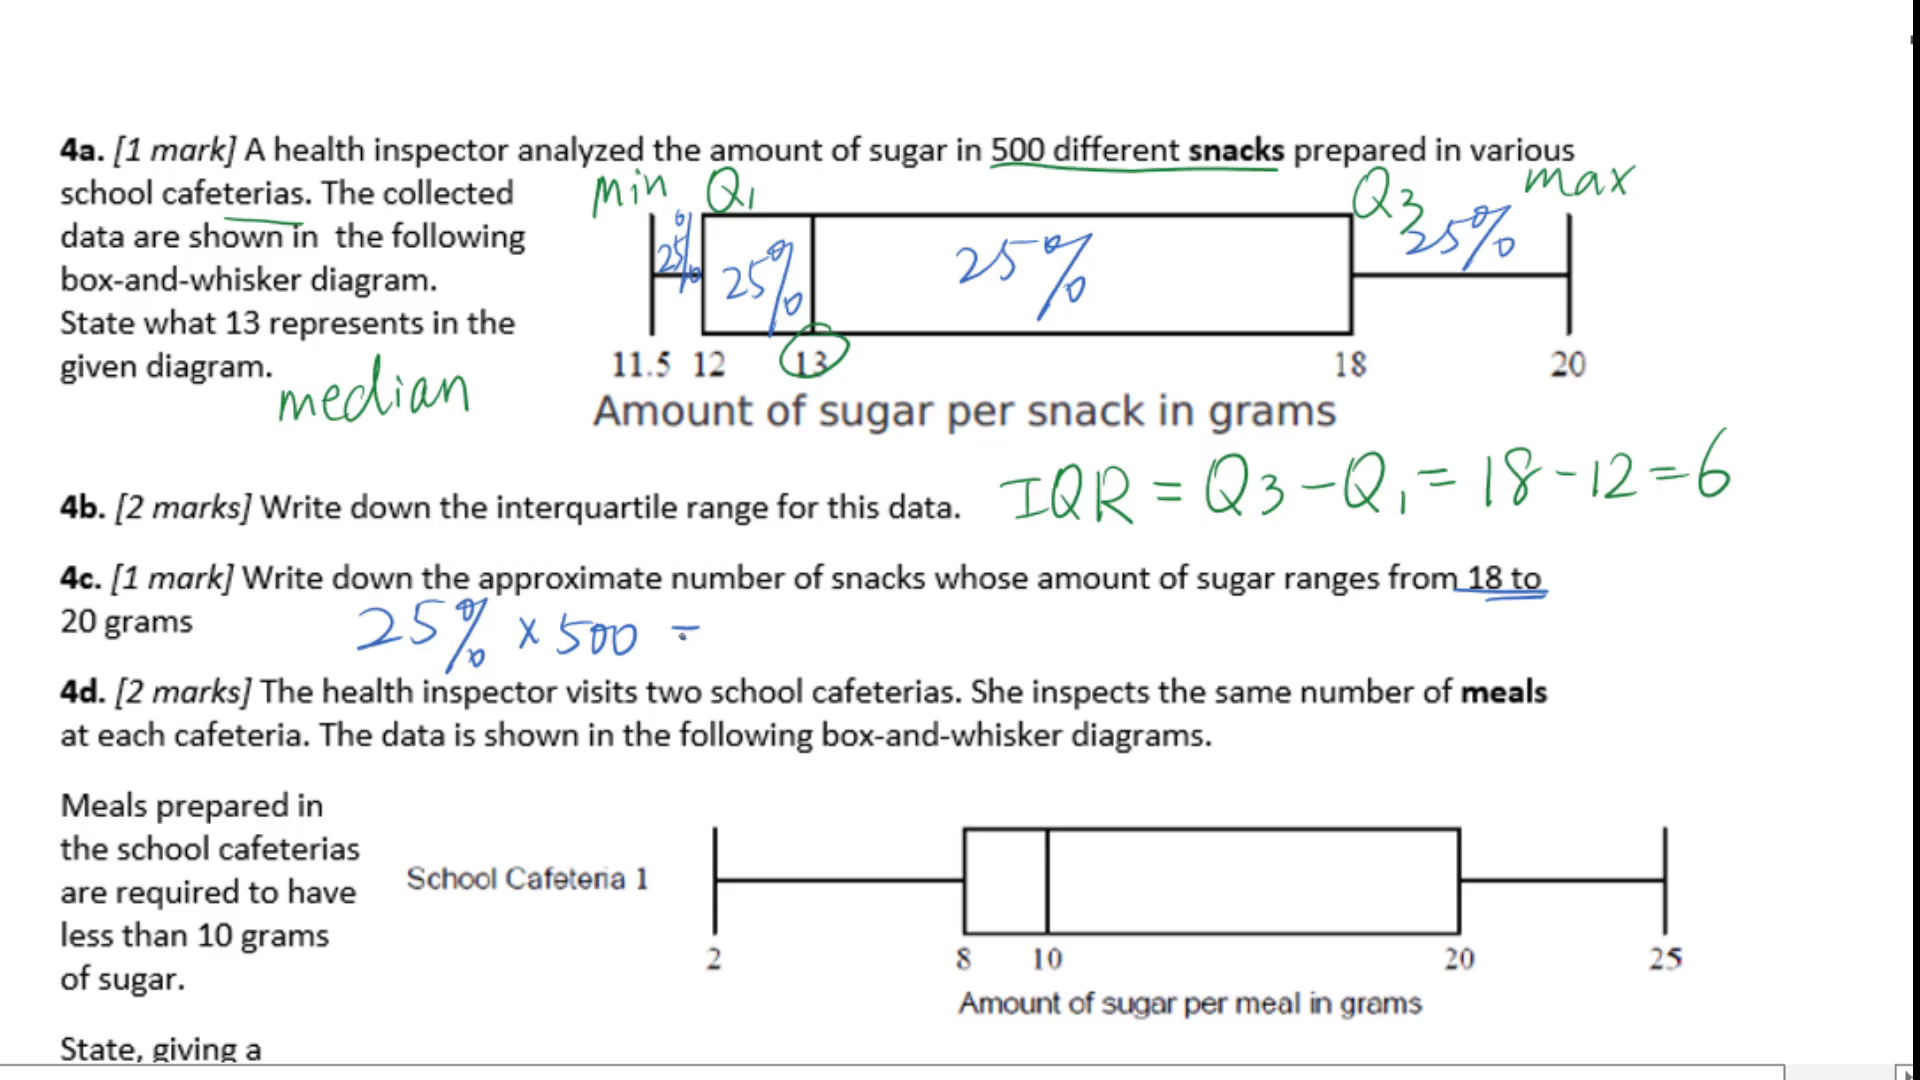 4a. [1 mark] A health inspector analyzed the amount of sugar in 500 different snacks prepared in various
school cafeterias. The collected
data are shown in the following
box-and-whisker diagram.
State what 13 represents in the
given diagram.
median
min Q₁ Q3 max
25% 25% 25% 25%
11.5 12 13 18 20
Amount of sugar per snack in grams
4b. [2 marks] Write down the interquartile range for this data.
IQR = Q3 - Q₁ = 18 - 12 = 6
4c. [1 mark] Write down the approximate number of snacks whose amount of sugar ranges from 18 to
20 grams
25% × 500 =
4d. [2 marks] The health inspector visits two school cafeterias. She inspects the same number of meals
at each cafeteria. The data is shown in the following box-and-whisker diagrams.
Meals prepared in
the school cafeterias
are required to have
less than 10 grams
of sugar.
State, giving a
School Cafeteria 1
2 8 10 20 25
Amount of sugar per meal in grams